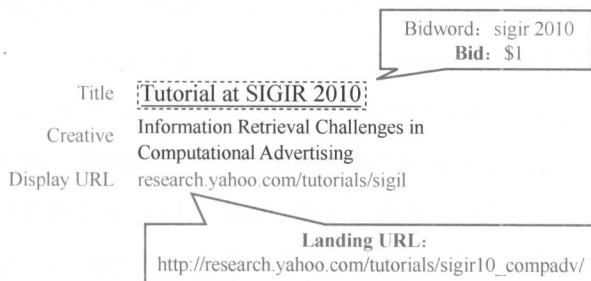 Bidword: sigir 2010
Bid: $1
Title Tutorial at SIGIR 2010
Creative Information Retrieval Challenges in
Computational Advertising
Display URL research.yahoo.com/tutorials/sigil
Landing URL:
http://research.yahoo.com/tutorials/sigir10_compadv/